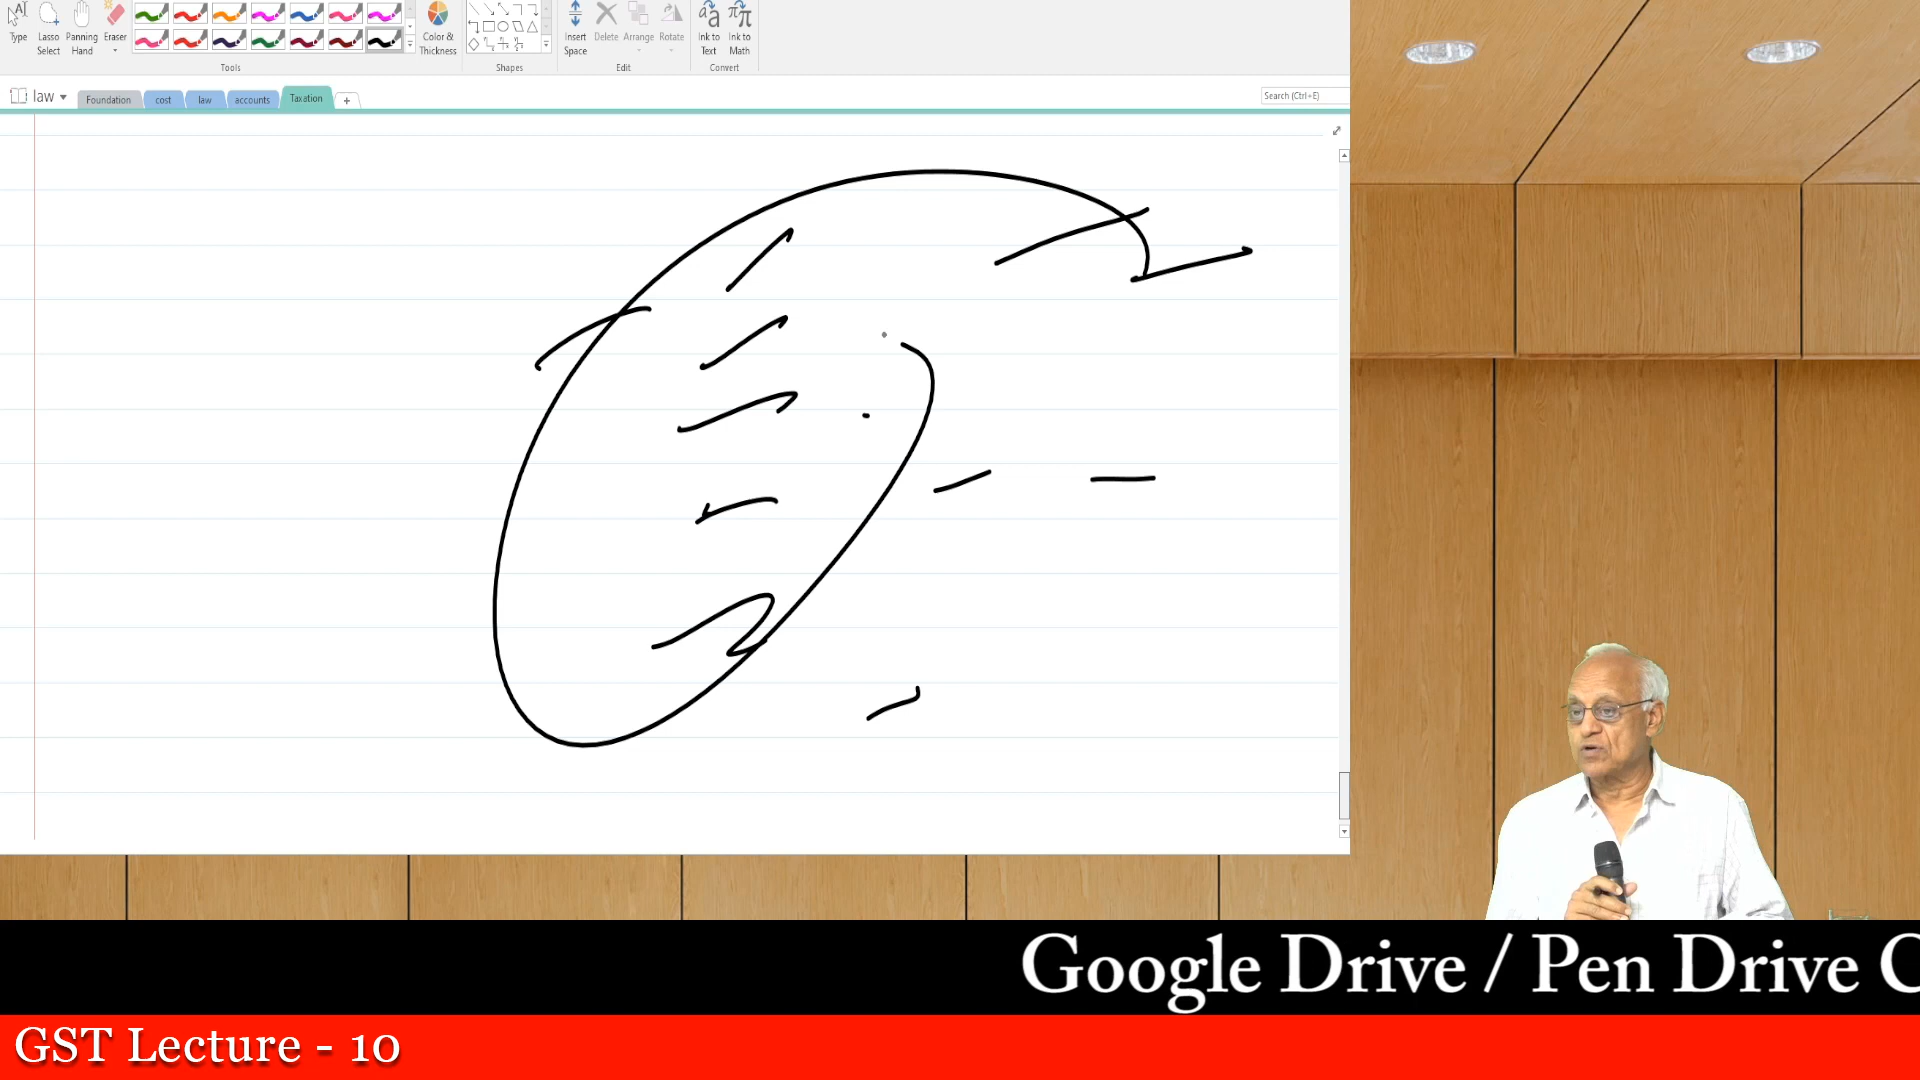 Type
Lasso
Select
Panning
Hand
Eraser
Color &
Thickness
Insert
Space
Delete
Arrange
Rotate
Ink to
Text
Ink to
Math
Tools
Shapes
Edit
Convert
law
Foundation
cost
law
accounts
Taxation
+
Search (Ctrl+E)
Google Drive / Pen Drive C
GST Lecture - 10